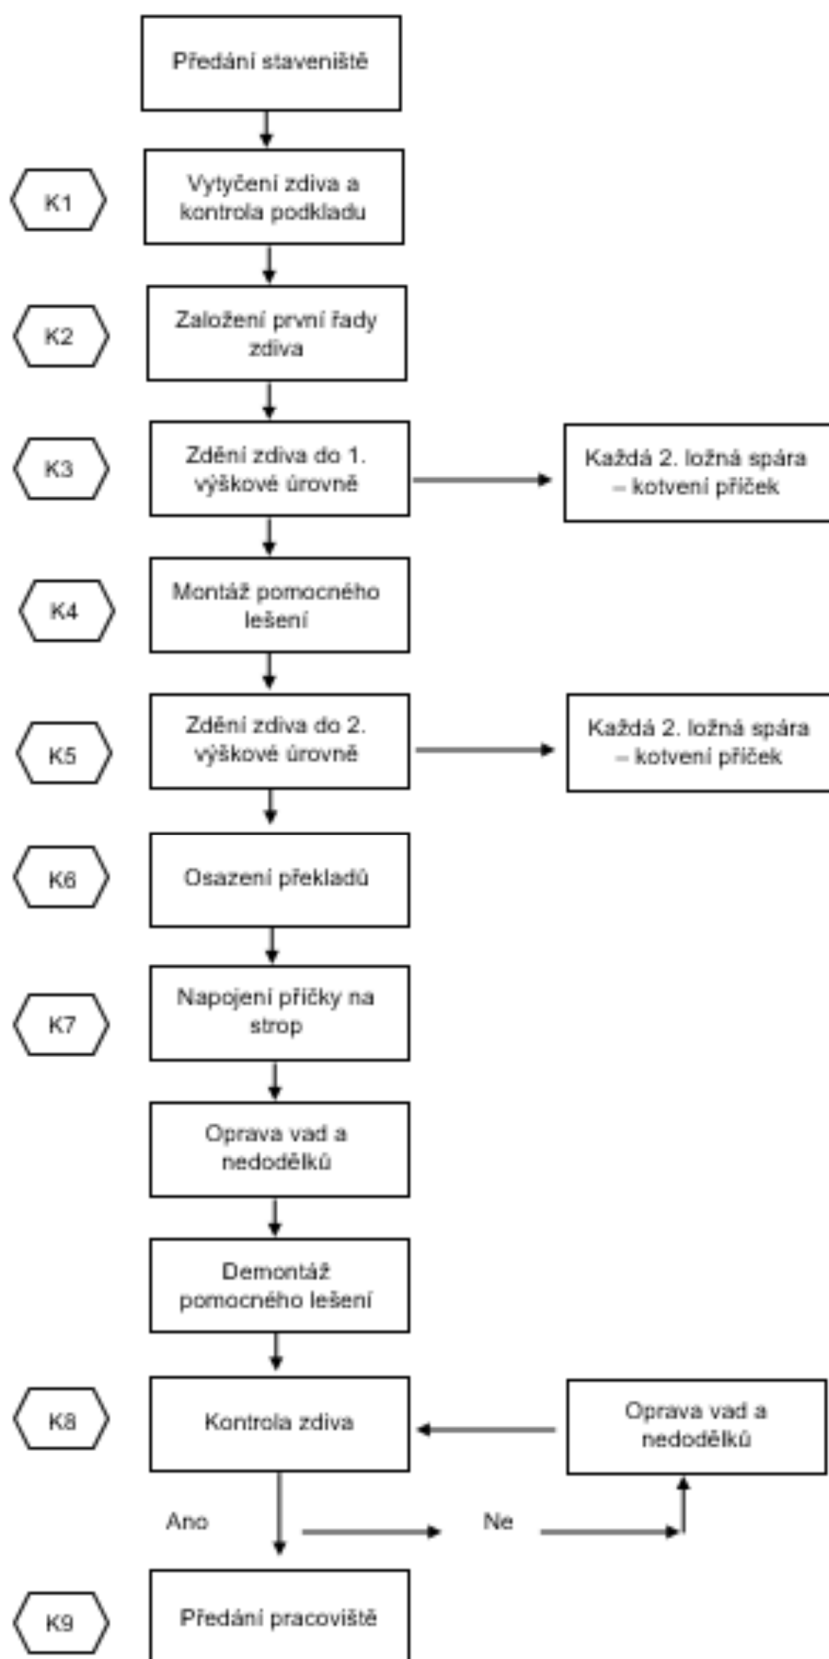 Předání staveniště
K1
Vytyčení zdiva a
kontrola podkladu
K2
Založení první řady
zdiva
K3
Zdění zdiva do 1.
výškové úrovně
Každá 2. ložná spára
– kotvení příček
K4
Montáž pomocného
lešení
K5
Zdění zdiva do 2.
výškové úrovně
Každá 2. ložná spára
– kotvení příček
K6
Osazení překladů
K7
Napojení příčky na
strop
Oprava vad a
nedodělků
Demontáž
pomocného lešení
K8
Kontrola zdiva
Oprava vad a
nedodělků
Ano
Ne
K9
Předání pracoviště